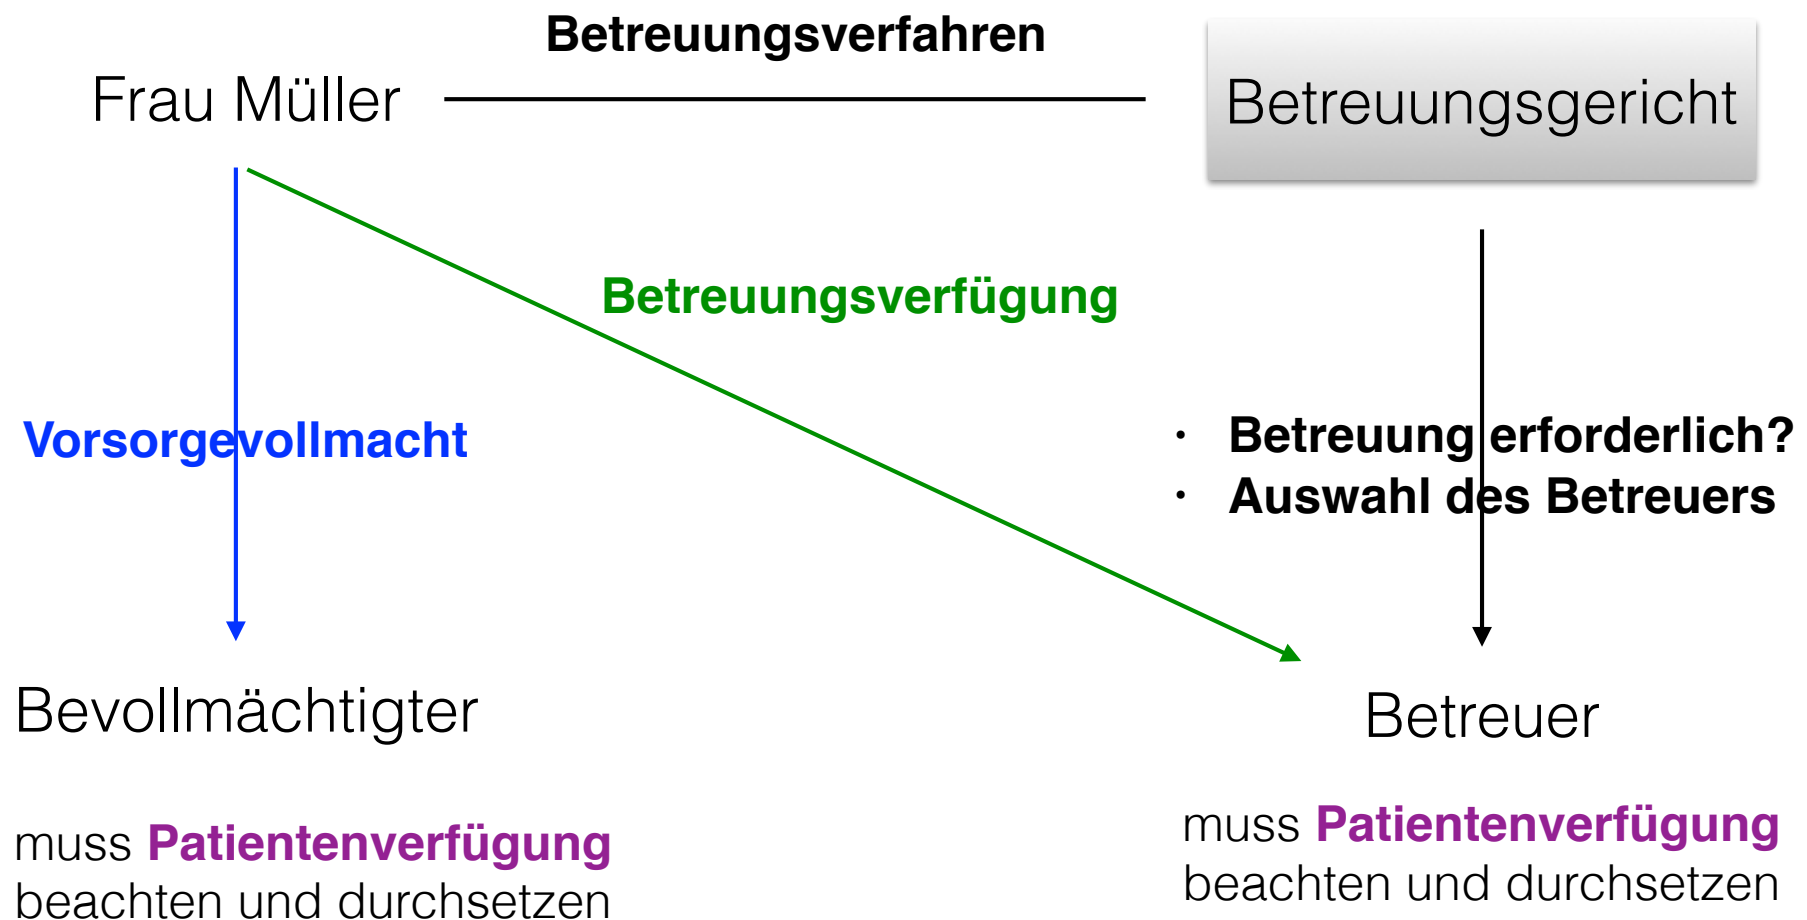 Betreuungsverfahren
Frau Müller
Betreuungsgericht
Betreuungsverfügung
Vorsorgevollmacht
· Betreuung erforderlich?
· Auswahl des Betreuers
Bevollmächtigter
Betreuer
muss Patientenverfügung
beachten und durchsetzen
muss Patientenverfügung
beachten und durchsetzen